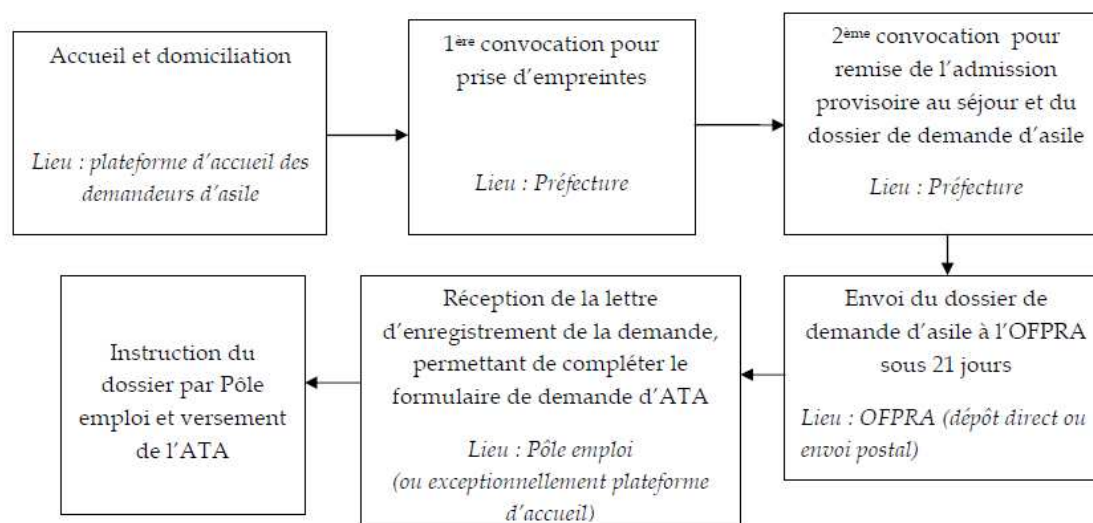 Accueil et domiciliation
Lieu : plateforme d’accueil des
demandeurs d’asile
1ère convocation pour
prise d’empreintes
Lieu : Préfecture
2ème convocation pour
remise de l’admission
provisoire au séjour et du
dossier de demande d’asile
Lieu : Préfecture
Envoi du dossier de
demande d’asile à l’OFPRA
sous 21 jours
Lieu : OFPRA (dépôt direct ou
envoi postal)
Réception de la lettre
d’enregistrement de la demande,
permettant de compléter le
formulaire de demande d’ATA
Lieu : Pôle emploi
(ou exceptionnellement plateforme
d’accueil)
Instruction du
dossier par Pôle
emploi et versement
de l’ATA